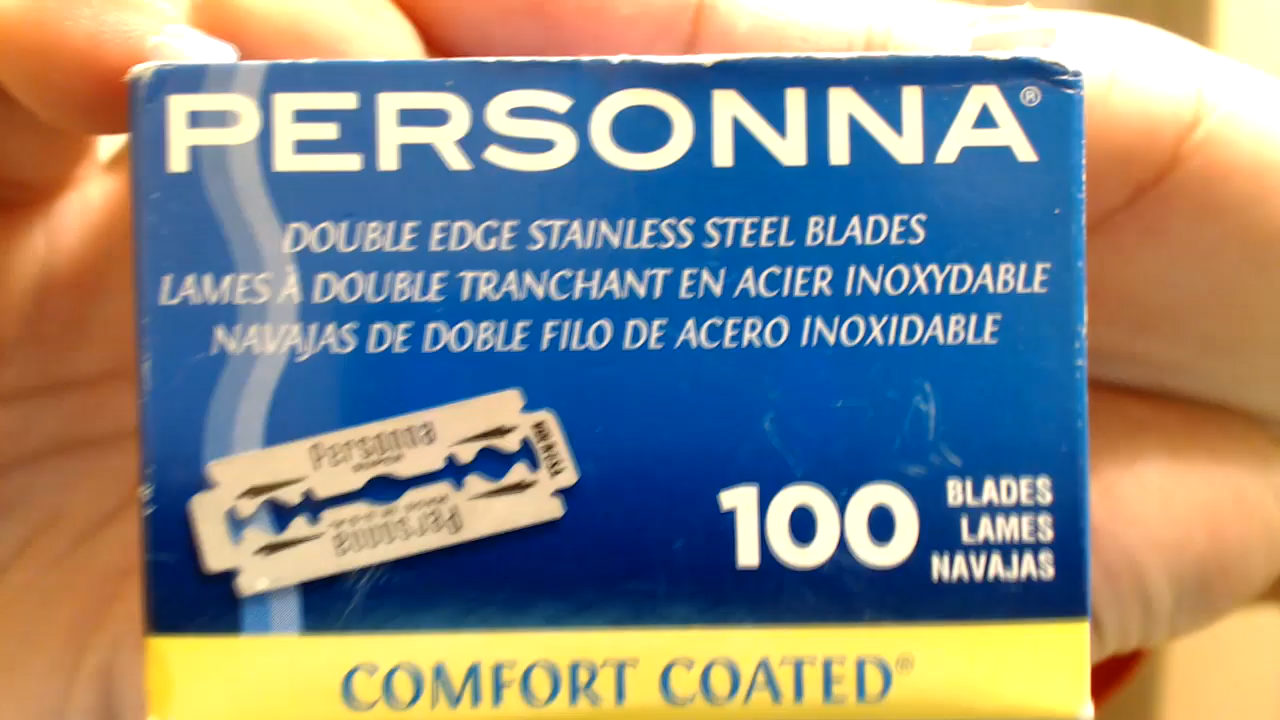 PERSONNA®
DOUBLE EDGE STAINLESS STEEL BLADES
LAMES À DOUBLE TRANCHANT EN ACIER INOXYDABLE
NAVAJAS DE DOBLE FILO DE ACERO INOXIDABLE
Personna
Personna
100
BLADES
LAMES
NAVAJAS
COMFORT COATED®